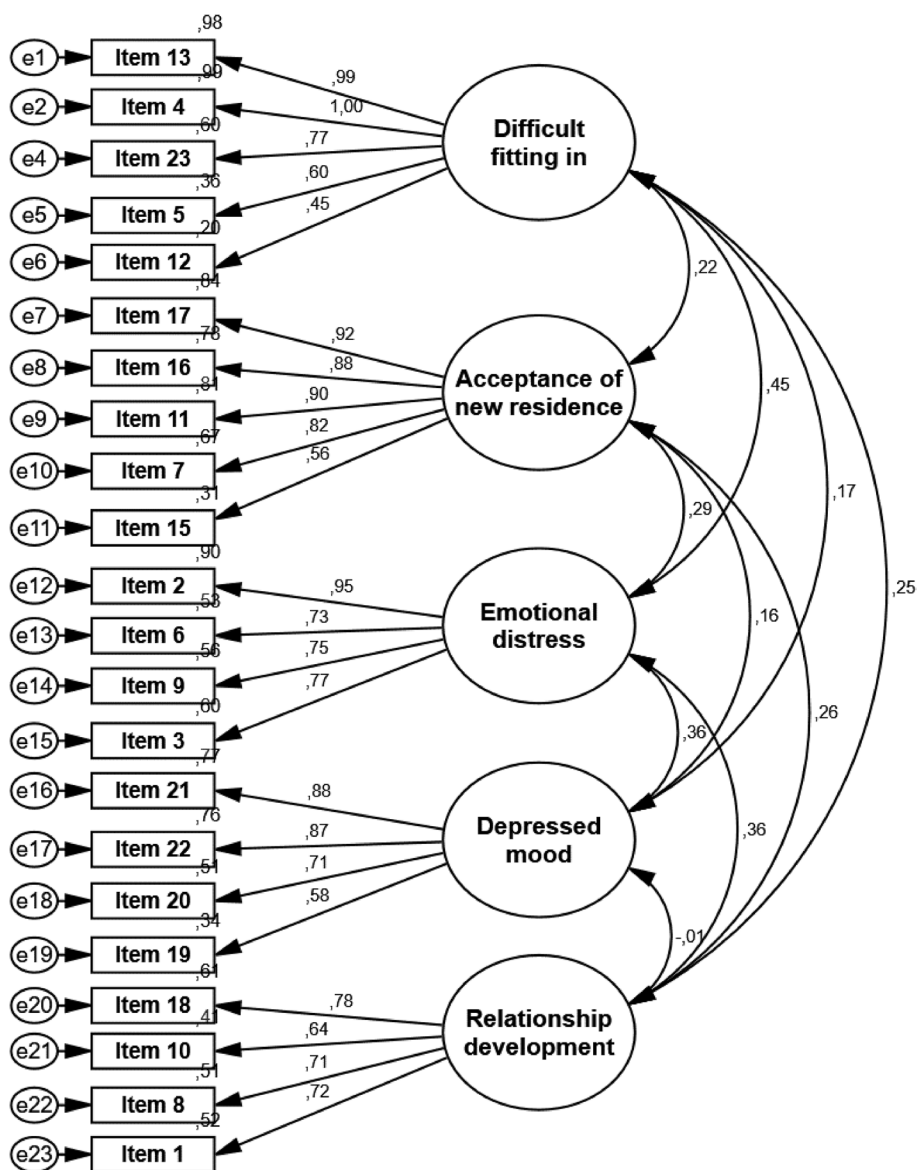 ,98
e1
Item 13
,99
,99
e2
Item 4
1,00
,60
e4
Item 23
,77
,36
e5
Item 5
,60
,20
e6
Item 12
,45
Difficult
fitting in
,84
e7
Item 17
,92
,78
e8
Item 16
,88
,81
e9
Item 11
,90
,67
e10
Item 7
,82
,31
e11
Item 15
,56
Acceptance of
new residence
,90
e12
Item 2
,95
,53
e13
Item 6
,73
,56
e14
Item 9
,75
,60
e15
Item 3
,77
Emotional
distress
,77
e16
Item 21
,88
,76
e17
Item 22
,87
,51
e18
Item 20
,71
,34
e19
Item 19
,58
Depressed
mood
,61
e20
Item 18
,78
,41
e21
Item 10
,64
,51
e22
Item 8
,71
,52
e23
Item 1
,72
Relationship
development
,22
,45
,17
,29
,25
,16
,26
,36
,36
-,01